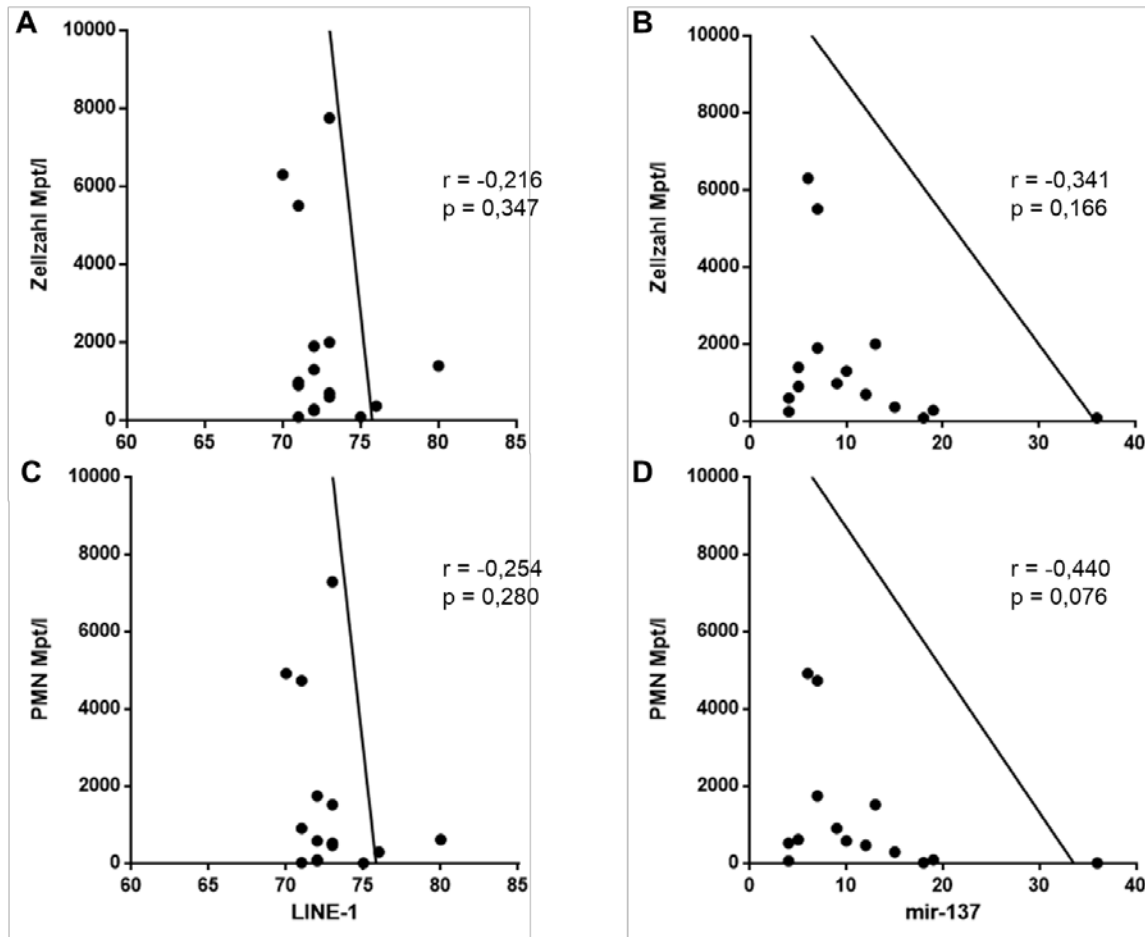 A
10000
8000
6000
4000
2000
0
Zellzahl Mpt/l
r = -0,216
p = 0,347
60 65 70 75 80 85
B
10000
8000
6000
4000
2000
0
Zellzahl Mpt/l
r = -0,341
p = 0,166
0 10 20 30 40
C
10000
8000
6000
4000
2000
0
PMN Mpt/l
r = -0,254
p = 0,280
60 65 70 75 80 85
LINE-1
D
10000
8000
6000
4000
2000
0
PMN Mpt/l
r = -0,440
p = 0,076
0 10 20 30 40
mir-137